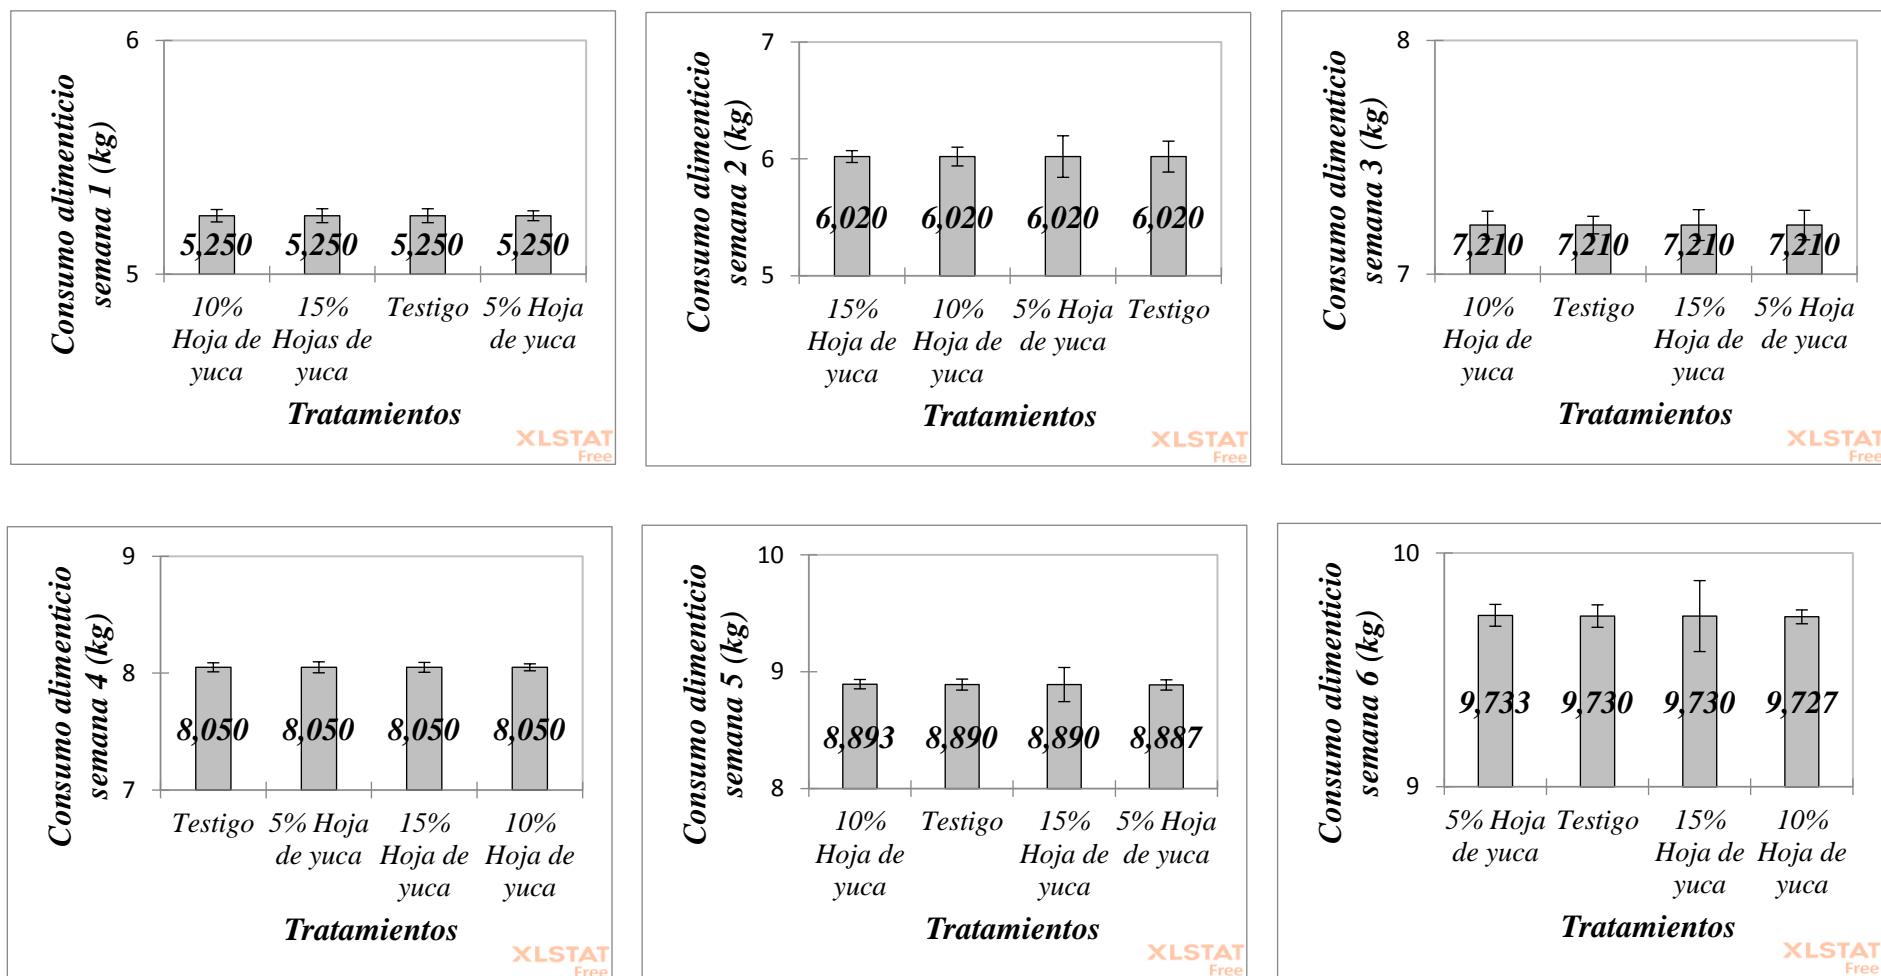 Consumo alimenticio
semana 1 (kg)
6
5
5,250
5,250
5,250
5,250
10%
Hoja de
yuca
15%
Hojas de
yuca
Testigo
5% Hoja
de yuca
Tratamientos
XLSTAT
Free
Consumo alimenticio
semana 2 (kg)
7
6
5
6,020
6,020
6,020
6,020
15%
Hoja de
yuca
10%
Hoja de
yuca
5% Hoja
de yuca
Testigo
Tratamientos
XLSTAT
Free
Consumo alimenticio
semana 3 (kg)
8
7
7,210
7,210
7,210
7,210
10%
Hoja de
yuca
Testigo
15%
Hoja de
yuca
5% Hoja
de yuca
Tratamientos
XLSTAT
Free
Consumo alimenticio
semana 4 (kg)
9
8
7
8,050
8,050
8,050
8,050
Testigo
5% Hoja
de yuca
15%
Hoja de
yuca
10%
Hoja de
yuca
Tratamientos
XLSTAT
Free
Consumo alimenticio
semana 5 (kg)
10
9
8
8,893
8,890
8,890
8,887
10%
Hoja de
yuca
Testigo
15%
Hoja de
yuca
5% Hoja
de yuca
Tratamientos
XLSTAT
Free
Consumo alimenticio
semana 6 (kg)
10
9
9,733
9,730
9,730
9,727
5% Hoja
de yuca
Testigo
15%
Hoja de
yuca
10%
Hoja de
yuca
Tratamientos
XLSTAT
Free